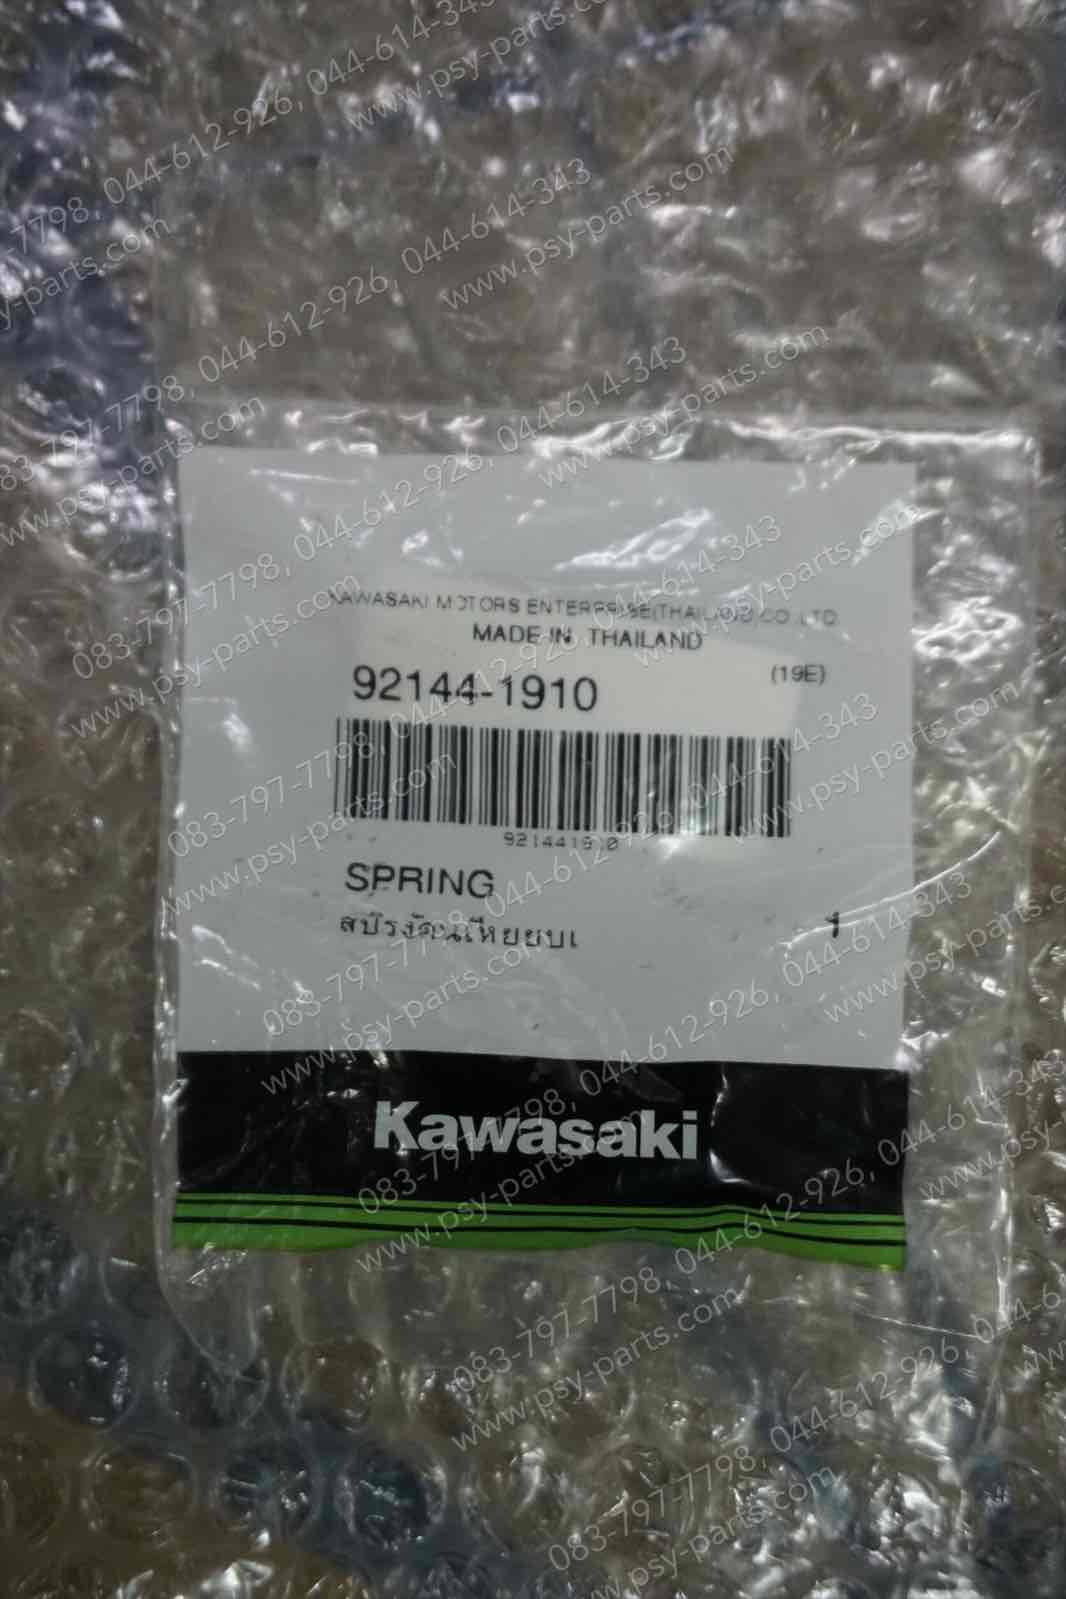 KAWASAKI MOTORS ENTERPRISE(THAILAND CO.,LTD
MADE IN THAILAND
92144-1910
(19E)
921441910
SPRING
1
Kawasaki
083-797-7798, 044-612-926, 044-614-343
www.psy-parts.com